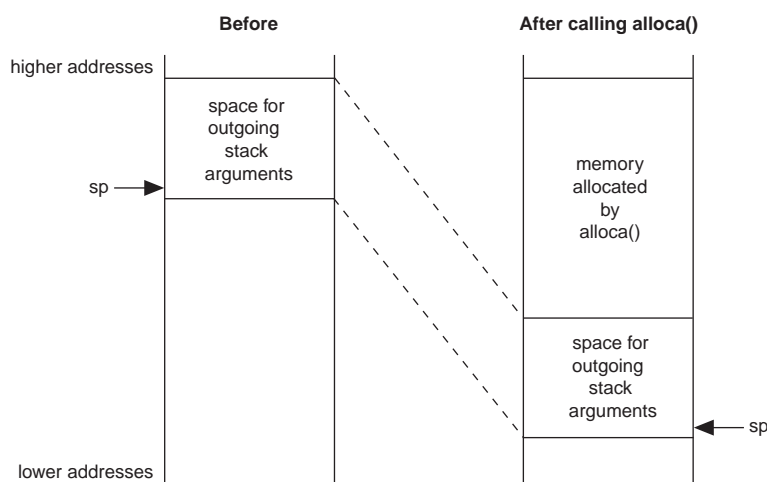 Before
After calling alloca()
higher addresses
space for
outgoing
stack
arguments
sp
memory
allocated
by
alloca()
space for
outgoing
stack
arguments
sp
lower addresses